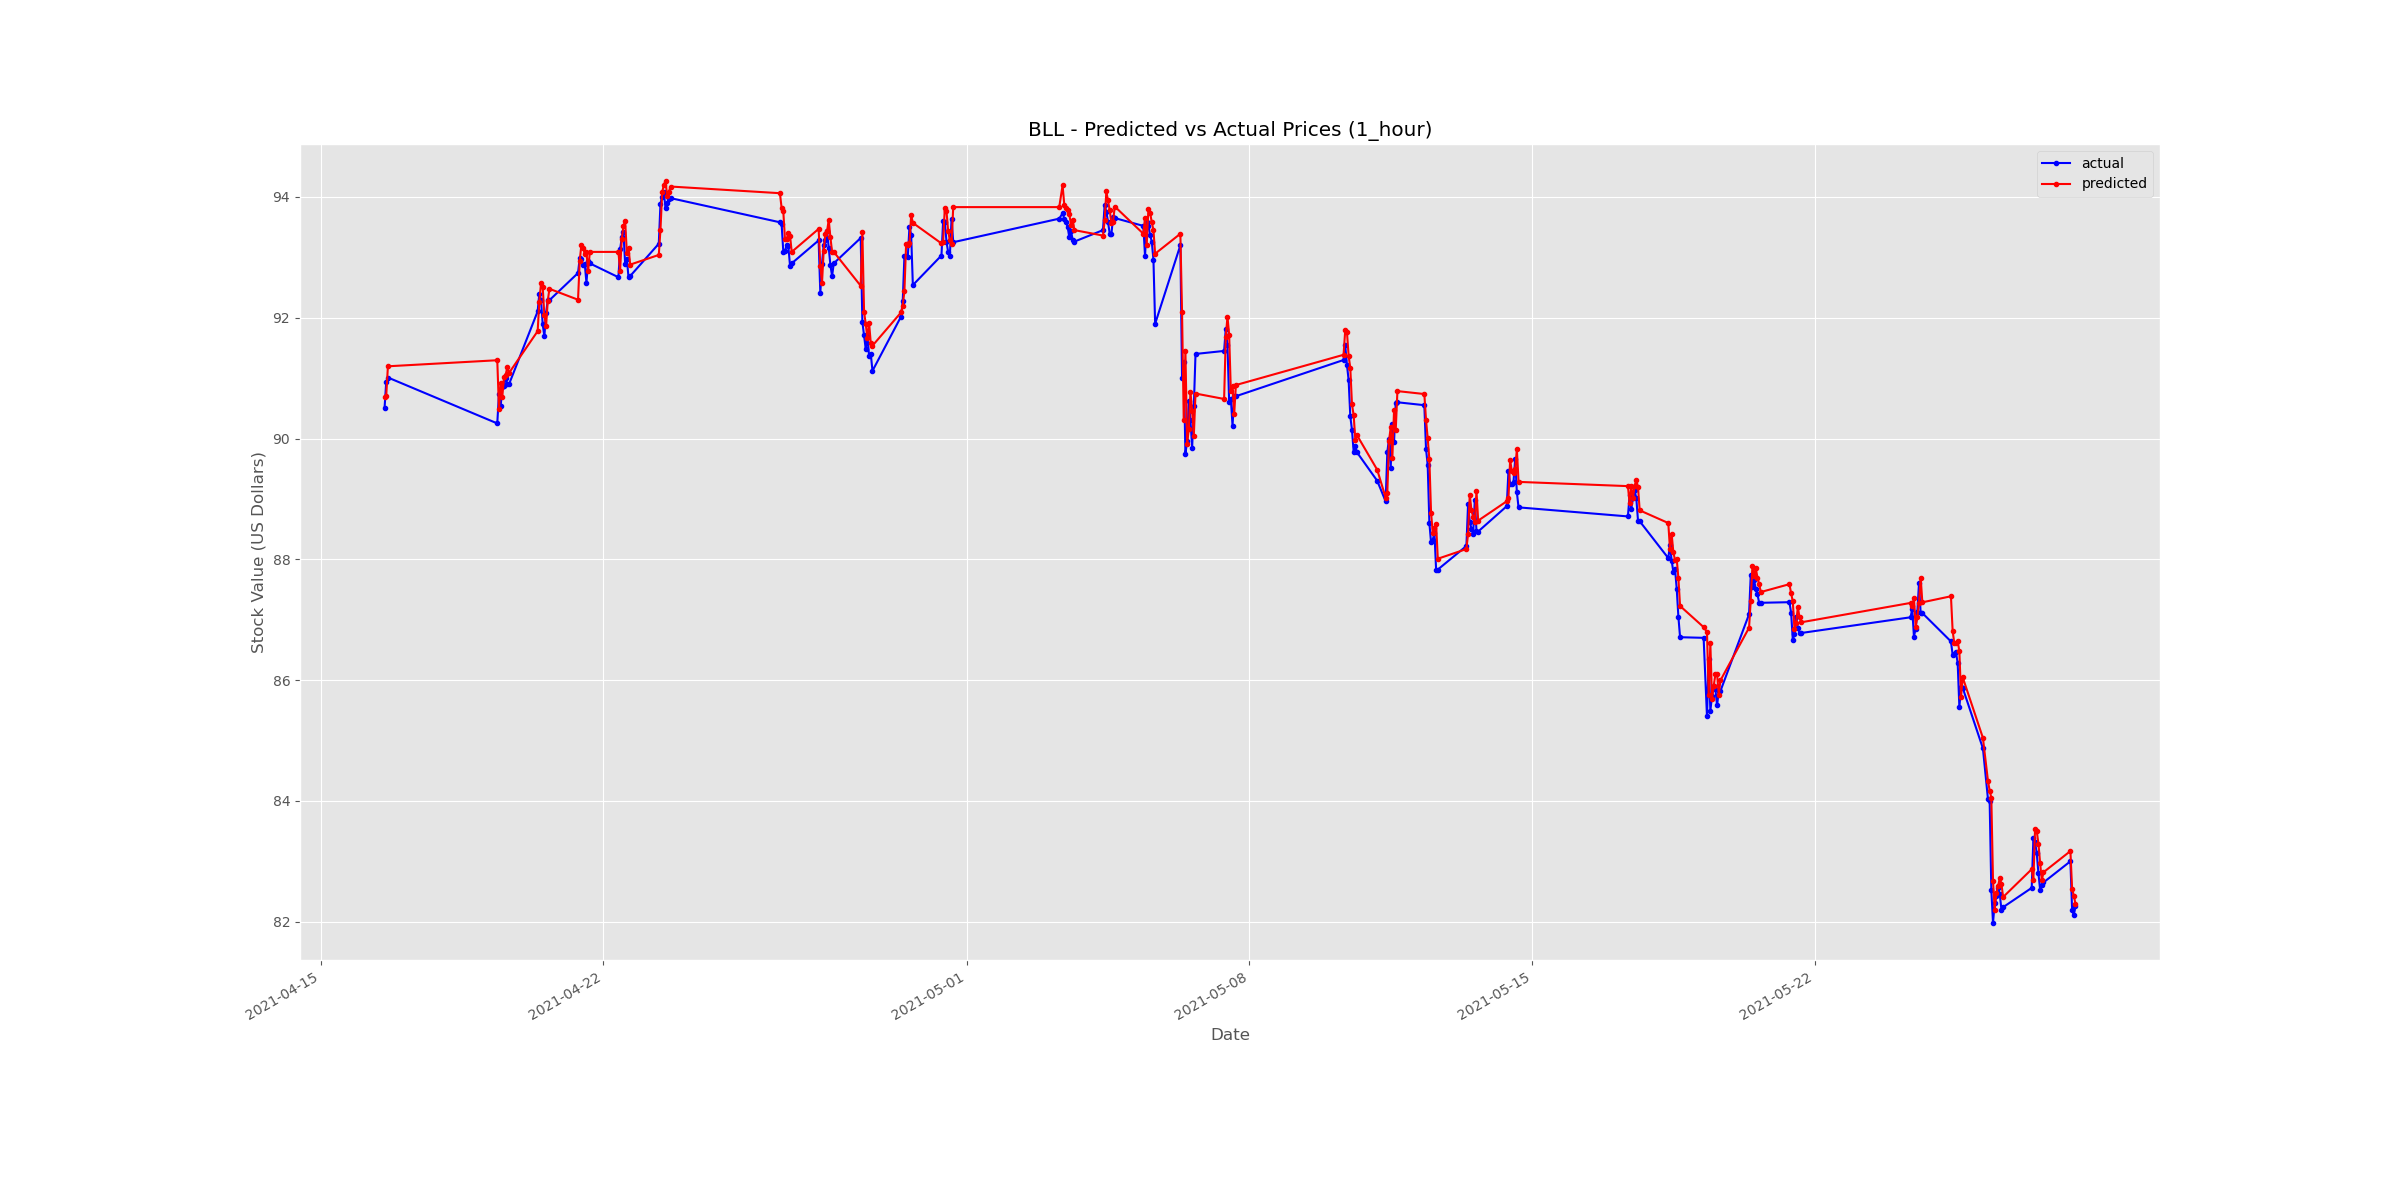 BLL - Predicted vs Actual Prices (1_hour)
actual
predicted
Stock Value (US Dollars)
94
92
90
88
86
84
82
2021-04-15
2021-04-22
2021-05-01
2021-05-08
2021-05-15
2021-05-22
Date